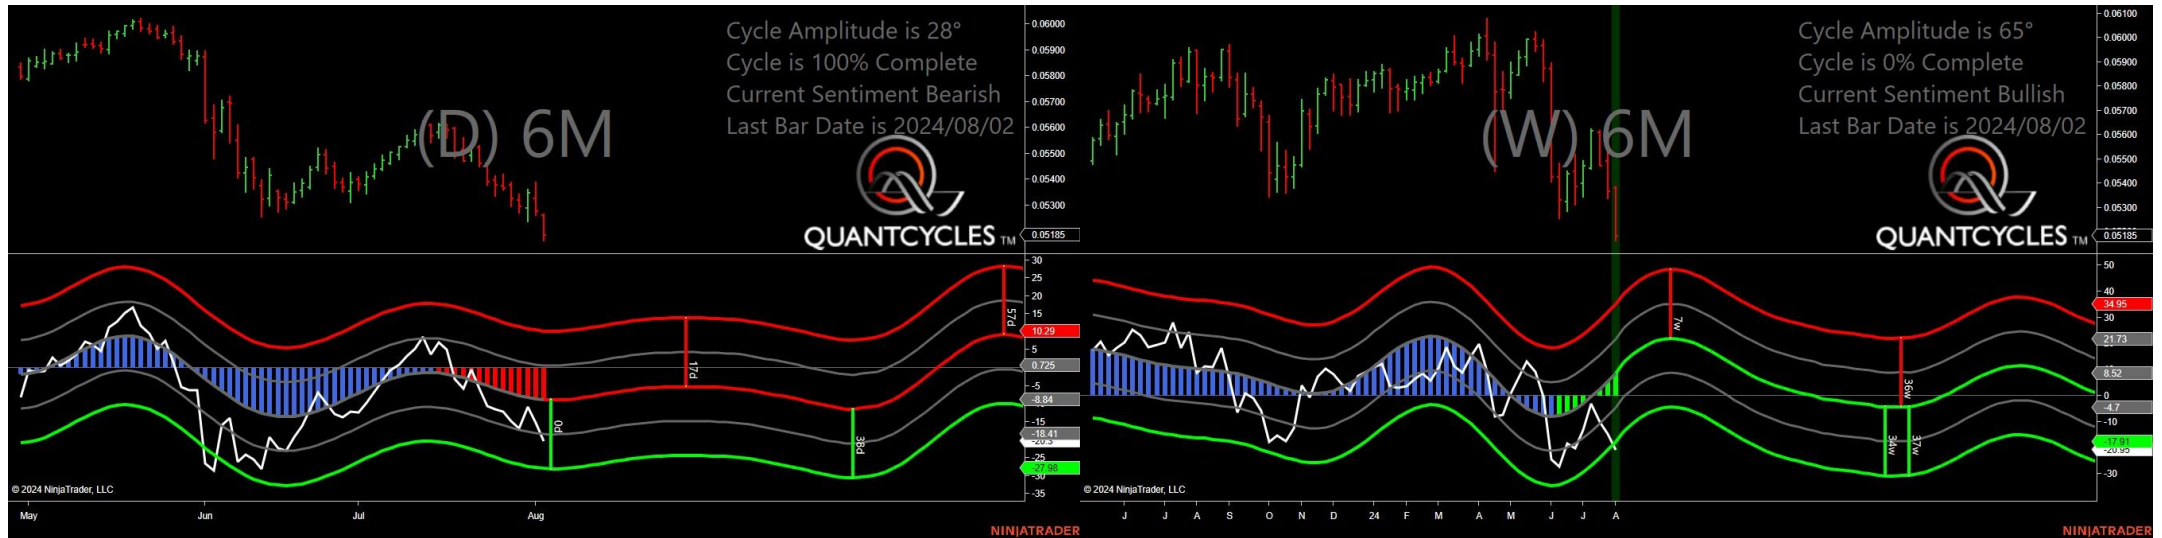 Cycle Amplitude is 28°
Cycle is 100% Complete
Current Sentiment Bearish
Last Bar Date is 2024/08/02
(D) 6M
QUANTCYCLES TM
0.06000
0.05900
0.05800
0.05700
0.05600
0.05500
0.05400
0.05300
0.05185
30
25
20
15
10.29
5
0.725
-5
-8.84
-15
-18.41
-20.5
-27.98
-30
-35
0d
17d
38d
57d
© 2024 NinjaTrader, LLC
May Jun Jul Aug
NINJATRADER
Cycle Amplitude is 65°
Cycle is 0% Complete
Current Sentiment Bullish
Last Bar Date is 2024/08/02
(W) 6M
QUANTCYCLES TM
0.06100
0.06000
0.05900
0.05800
0.05700
0.05600
0.05500
0.05400
0.05300
0.05185
50
40
34.95
30
21.73
8.52
0
-4.7
-10
-17.91
-20.95
-30
7w
36w
34w
37w
© 2024 NinjaTrader, LLC
J J A S O N D 24 F M A M J J A
NINJATRADER